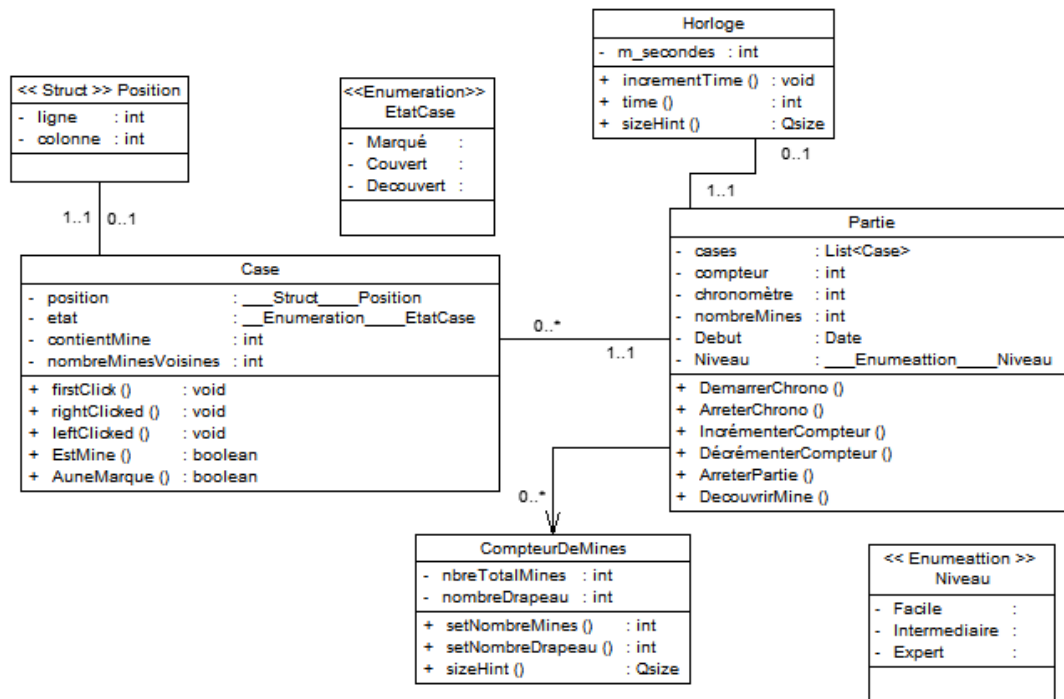 Horloge
- m_secondes : int
+ incrementTime () : void
+ time () : int
+ sizeHint () : Qsize
<< Struct >> Position
- ligne : int
- colonne : int
<<Enumeration>>
EtatCase
- Marqué :
- Couvert :
- Decouvert :
0..1
1..1
1..1 0..1
Partie
- cases : List<Case>
- compteur : int
- chronomètre : int
- nombreMines : int
- Debut : Date
- Niveau : ___Enumeattion____Niveau
+ DemarrerChrono ()
+ ArreterChrono ()
+ IncrémenterCompteur ()
+ DécrémenterCompteur ()
+ ArreterPartie ()
+ DecouvrirMine ()
Case
- position : ___Struct____Position
- etat : __Enumeration____EtatCase
- contientMine : int
- nombreMinesVoisines : int
+ firstClick () : void
+ rightClicked () : void
+ leftClicked () : void
+ EstMine () : boolean
+ AuneMarque () : boolean
0..*
1..1
0..*
CompteurDeMines
- nbreTotalMines : int
- nombreDrapeau : int
+ setNombreMines () : int
+ setNombreDrapeau () : int
+ sizeHint () : Qsize
<< Enumeattion >>
Niveau
- Facile :
- Intermediaire :
- Expert :